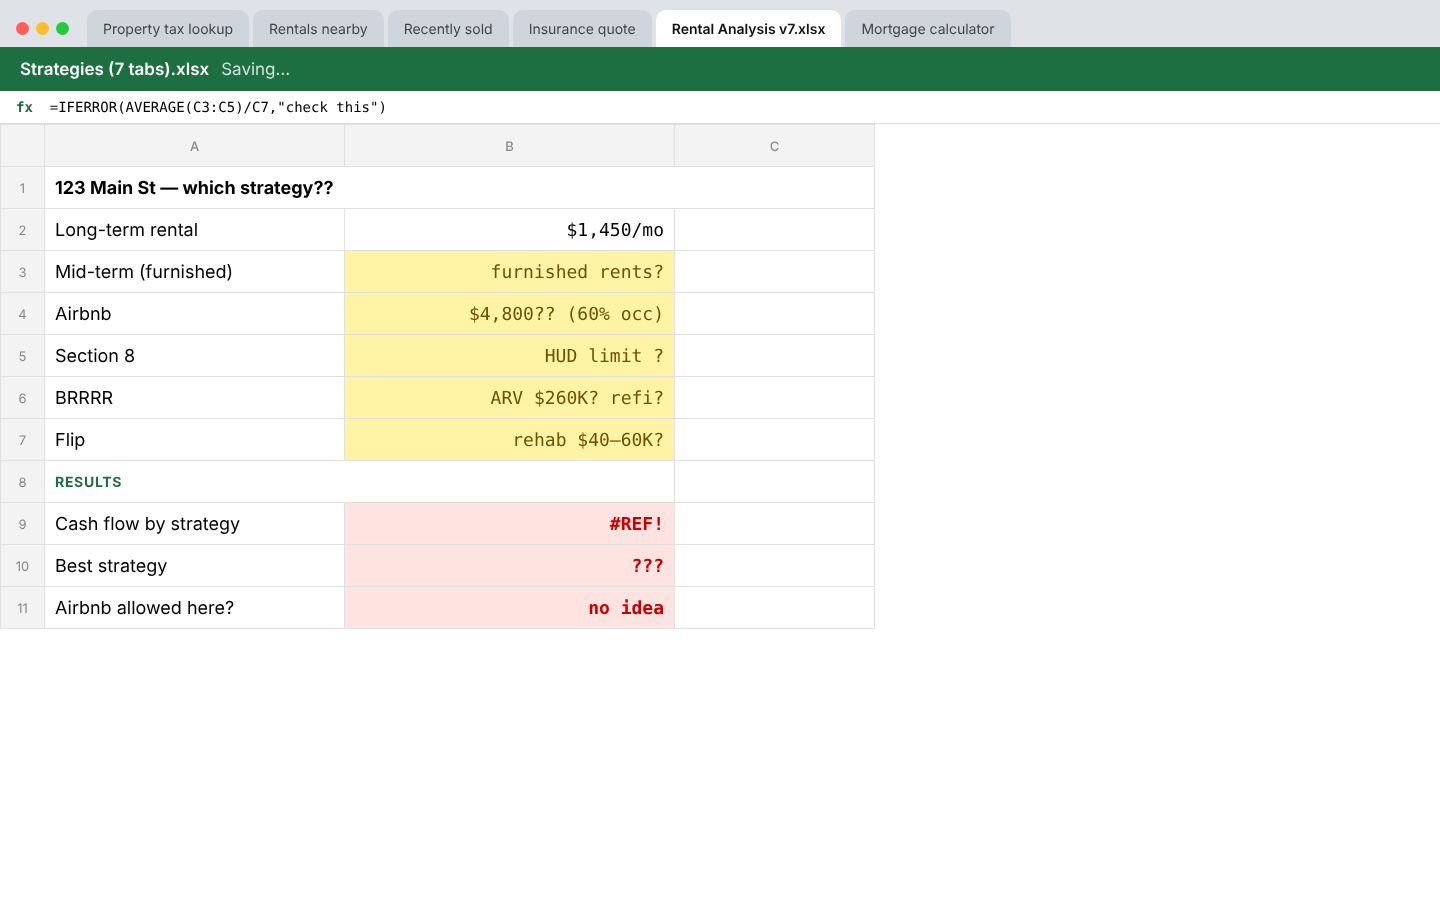 Property tax lookup
Rentals nearby
Recently sold
Insurance quote
Rental Analysis v7.xlsx
Mortgage calculator
Strategies (7 tabs).xlsx Saving...
fx =IFERROR(AVERAGE(C3:C5)/C7,"check this")
A B C
1 123 Main St — which strategy??
2 Long-term rental $1,450/mo
3 Mid-term (furnished) furnished rents?
4 Airbnb $4,800?? (60% occ)
5 Section 8 HUD limit ?
6 BRRRR ARV $260K? refi?
7 Flip rehab $40–60K?
8 RESULTS
9 Cash flow by strategy #REF!
10 Best strategy ???
11 Airbnb allowed here? no idea